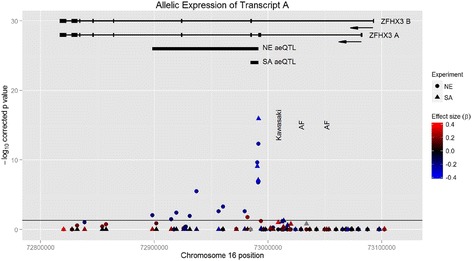 Allelic Expression of Transcript A
ZFHX3 B
ZFHX3 A
NE aeQTL
SA aeQTL
Kawasaki
AF
AF
30
20
10
0
−log10 corrected p value
72800000
72900000
73000000
73100000
Chromosome 16 position
Experiment
NE
SA
Effect size (β)
0.4
0.2
0.0
-0.2
-0.4